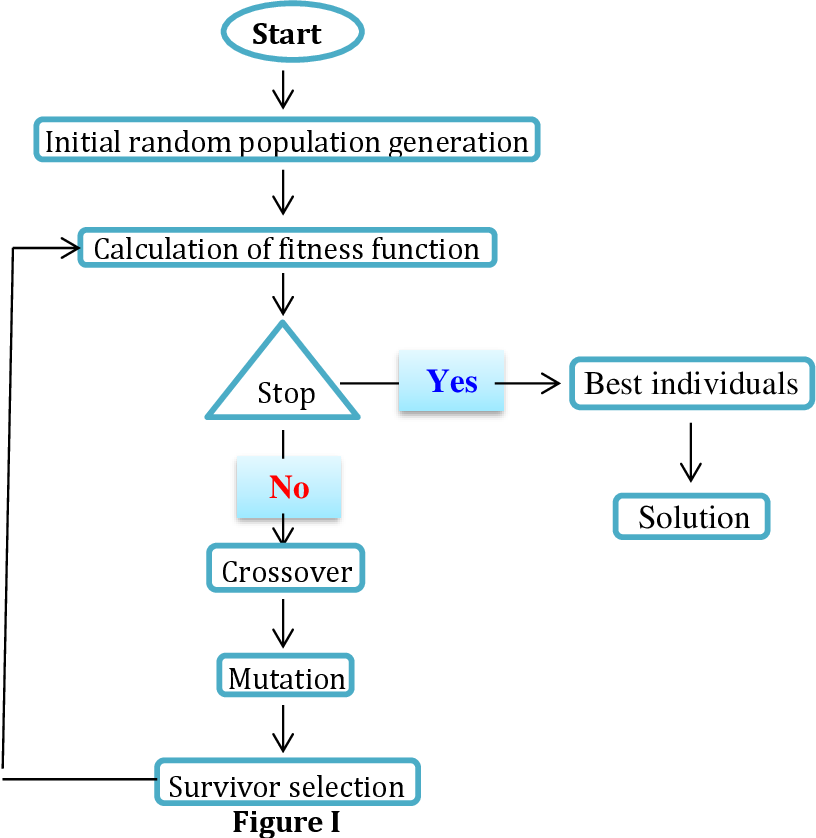 Start
Initial random population generation
Calculation of fitness function
Stop
Yes
Best individuals
No
Solution
Crossover
Mutation
Survivor selection
Figure I